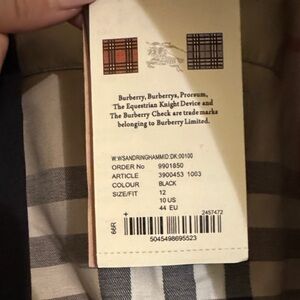 Burberry, Burberrys, Prorsum,
The Equestrian Knight Device and
The Burberry Check are trade marks
belonging to Burberry Limited.
W:WSANDRINGHAMMID:DK:00100
ORDER No 9901850
ARTICLE 3900453 1003
COLOUR BLACK
SIZE/FIT 12
10 US
44 EU
66R
2457472
5045498695523